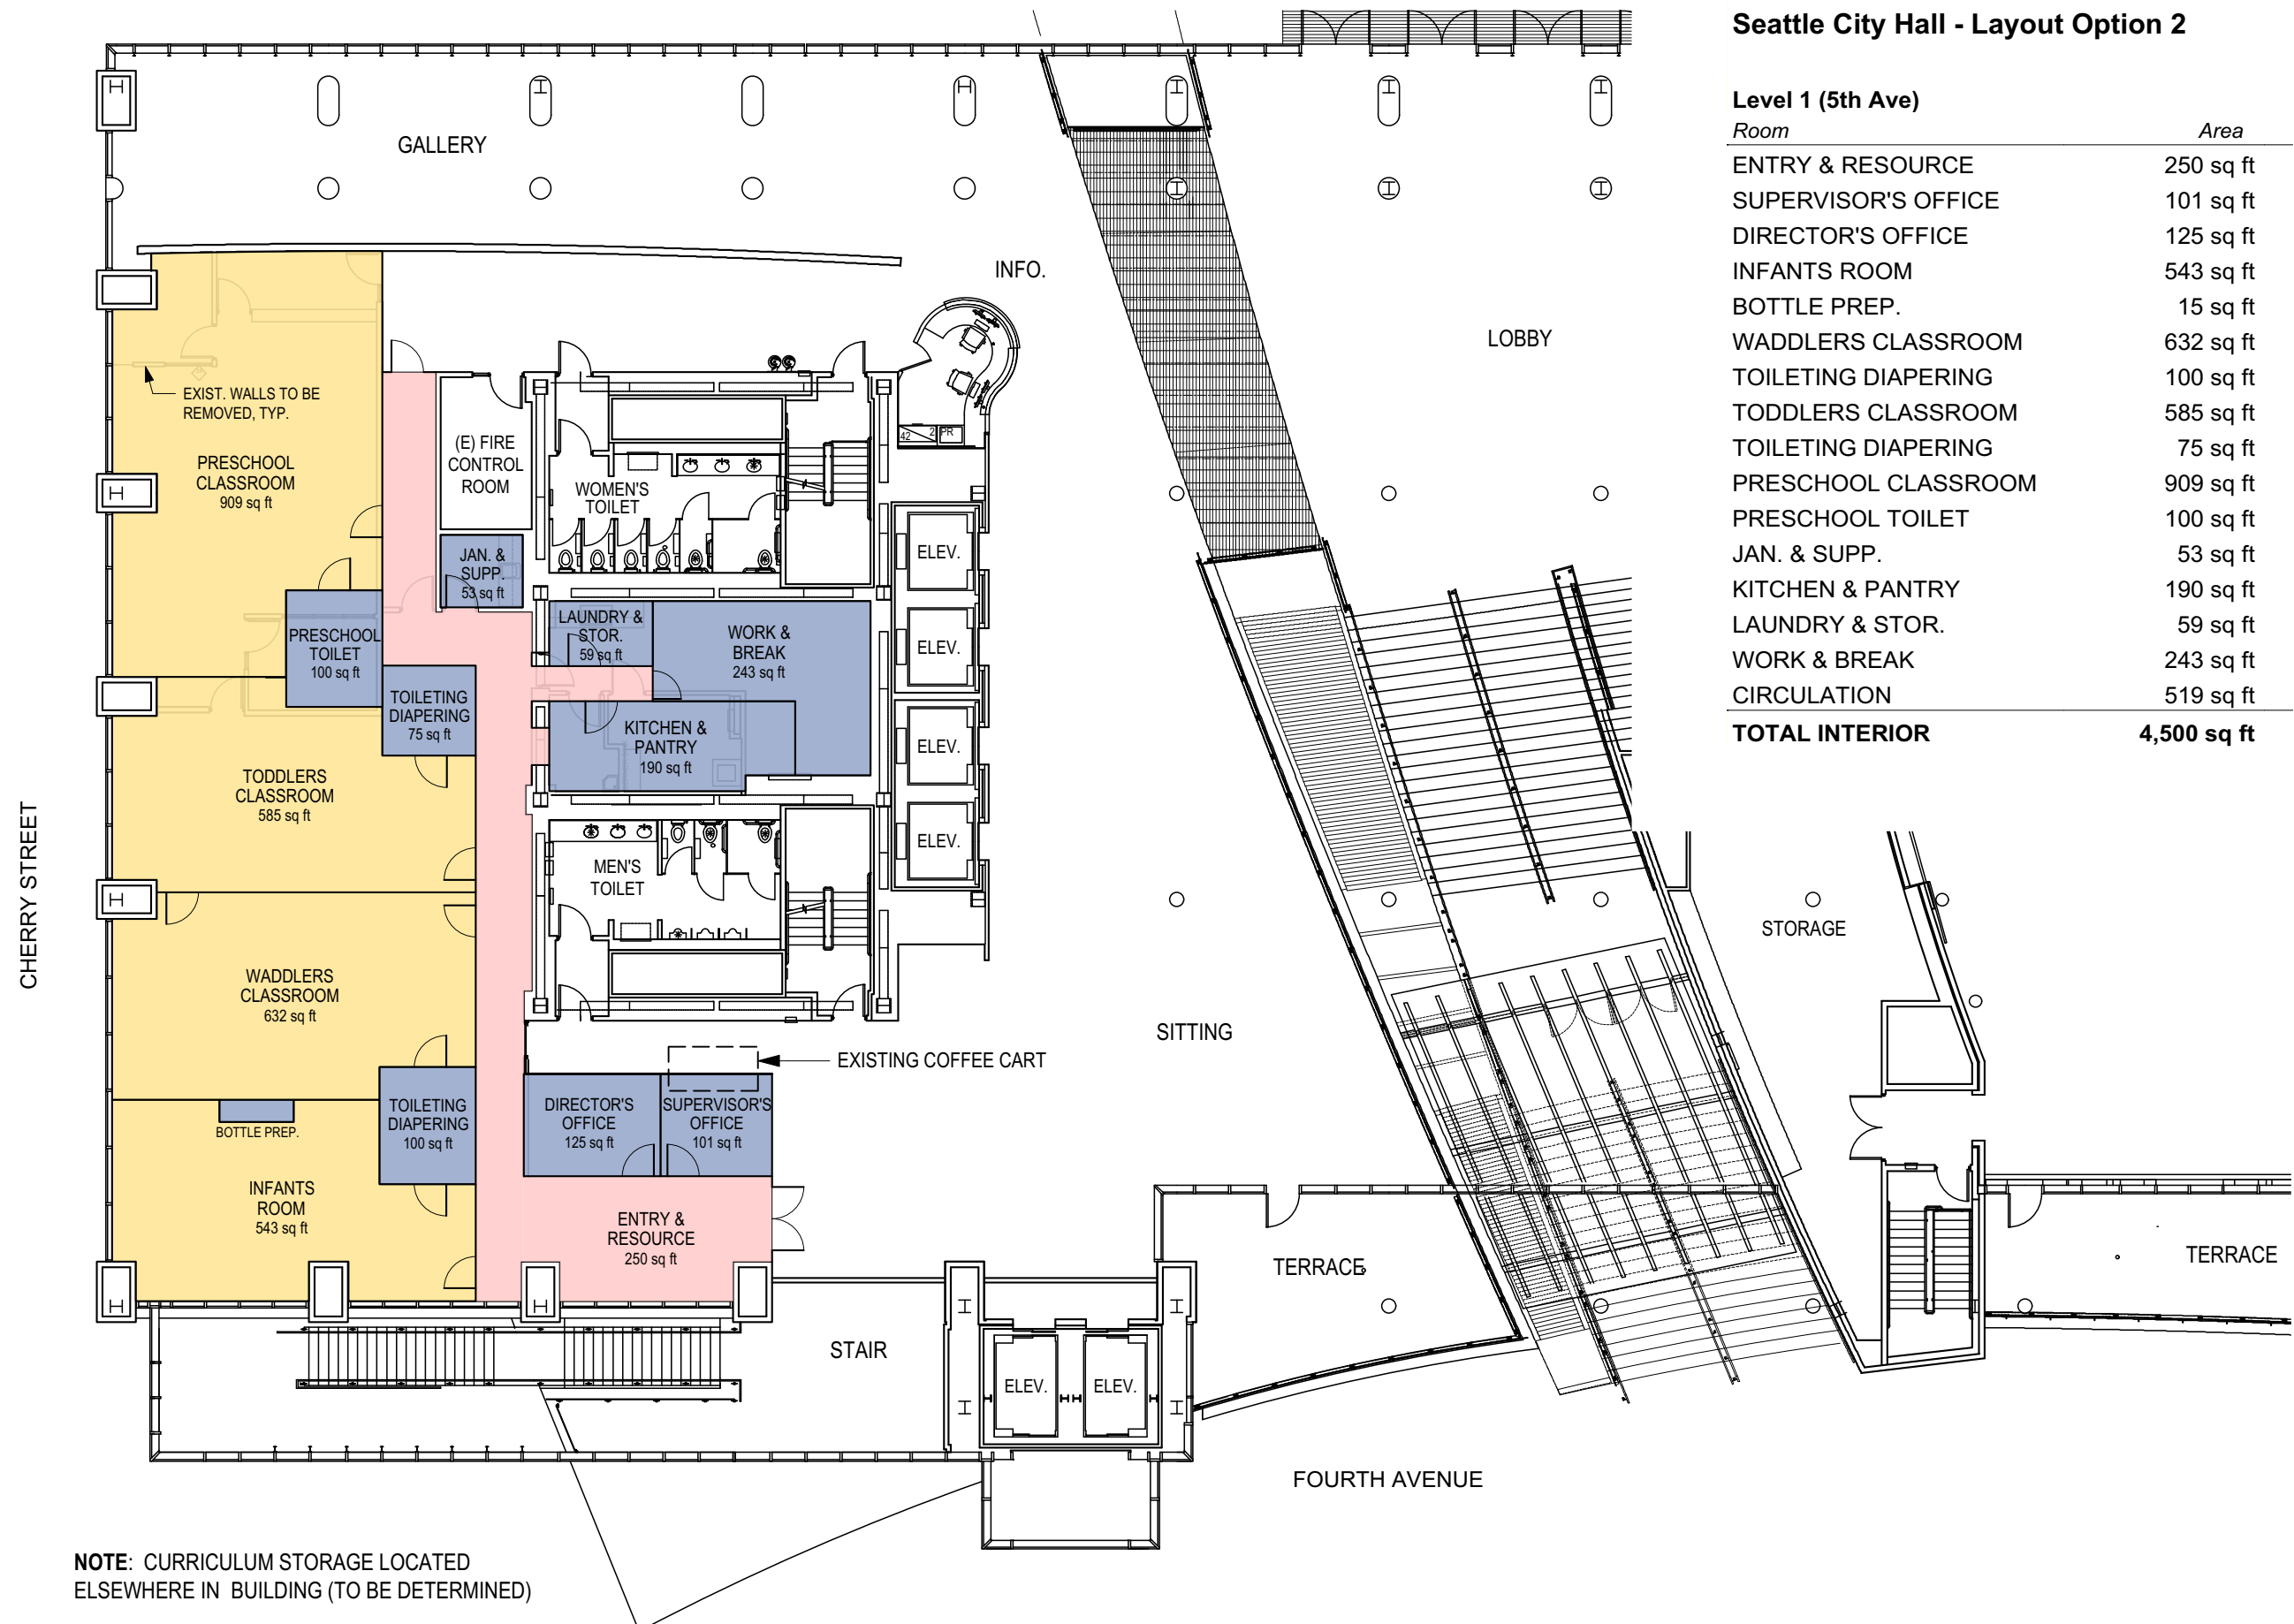 Seattle City Hall - Layout Option 2
Level 1 (5th Ave)
Room Area
ENTRY & RESOURCE 250 sq ft
SUPERVISOR'S OFFICE 101 sq ft
DIRECTOR'S OFFICE 125 sq ft
INFANTS ROOM 543 sq ft
BOTTLE PREP. 15 sq ft
WADDLERS CLASSROOM 632 sq ft
TOILETING DIAPERING 100 sq ft
TODDLERS CLASSROOM 585 sq ft
TOILETING DIAPERING 75 sq ft
PRESCHOOL CLASSROOM 909 sq ft
PRESCHOOL TOILET 100 sq ft
JAN. & SUPP. 53 sq ft
KITCHEN & PANTRY 190 sq ft
LAUNDRY & STOR. 59 sq ft
WORK & BREAK 243 sq ft
CIRCULATION 519 sq ft
TOTAL INTERIOR 4,500 sq ft
GALLERY
INFO.
LOBBY
EXIST. WALLS TO BE
REMOVED, TYP.
PRESCHOOL
CLASSROOM
909 sq ft
(E) FIRE
CONTROL
ROOM
42
2
PR
WOMEN'S
TOILET
ELEV.
JAN. &
SUPP.
53 sq ft
LAUNDRY &
STOR.
59 sq ft
WORK &
BREAK
243 sq ft
ELEV.
PRESCHOOL
TOILET
100 sq ft
TOILETING
DIAPERING
75 sq ft
KITCHEN &
PANTRY
190 sq ft
ELEV.
TODDLERS
CLASSROOM
585 sq ft
ELEV.
MEN'S
TOILET
CHERRY STREET
STORAGE
WADDLERS
CLASSROOM
632 sq ft
SITTING
EXISTING COFFEE CART
TOILETING
DIAPERING
100 sq ft
DIRECTOR'S
OFFICE
125 sq ft
SUPERVISOR'S
OFFICE
101 sq ft
BOTTLE PREP.
INFANTS
ROOM
543 sq ft
ENTRY &
RESOURCE
250 sq ft
TERRACE
TERRACE
STAIR
ELEV.
ELEV.
FOURTH AVENUE
NOTE: CURRICULUM STORAGE LOCATED
ELSEWHERE IN BUILDING (TO BE DETERMINED)